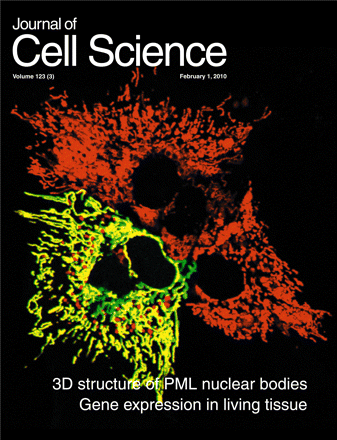 Journal of
Cell Science
Volume 123 (3) February 1, 2010
3D structure of PML nuclear bodies
Gene expression in living tissue